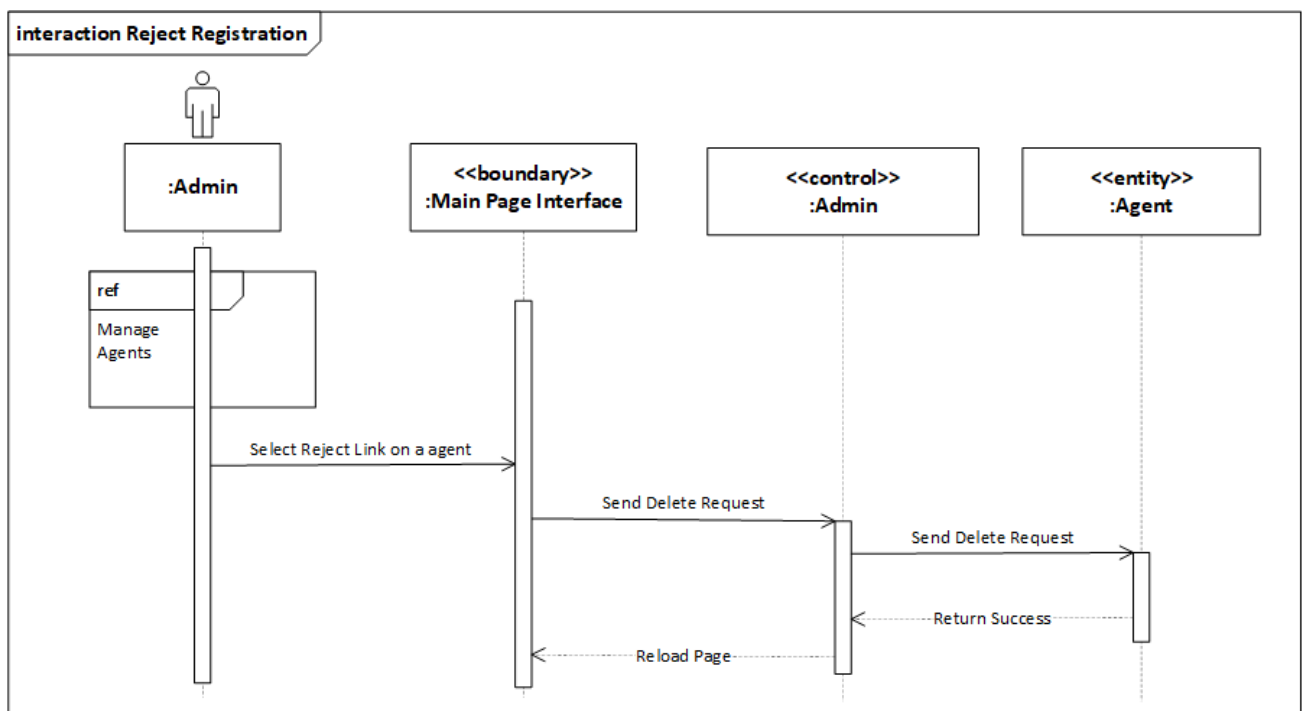 interaction Reject Registration
:Admin
<<boundary>>
:Main Page Interface
<<control>>
:Admin
<<entity>>
:Agent
ref
Manage
Agents
Select Reject Link on a agent
Send Delete Request
Send Delete Request
Return Success
Reload Page